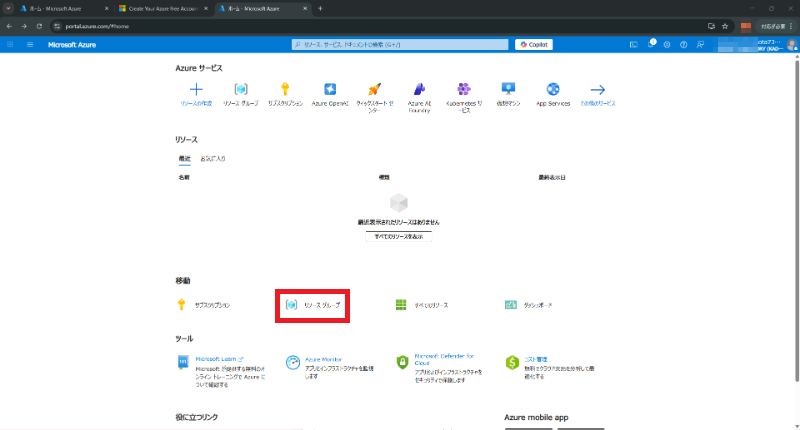 ホーム - Microsoft Azure
Create Your Azure Free Account
ホーム - Microsoft Azure
portal.azure.com/#home
Microsoft Azure
リソース、サービス、ドキュメントの検索 (G+/)
Copilot
Azure サービス
リソースの作成
リソース グループ
サブスクリプション
Azure OpenAI
クイックスタート センター
Azure AI Foundry
Kubernetes サービス
仮想マシン
App Services
その他のサービス
リソース
最近
お気に入り
名前
種類
最終表示日
最近表示されたリソースはありません
すべてのリソースを表示
移動
サブスクリプション
リソース グループ
すべてのリソース
ダッシュボード
ツール
Microsoft Learn
Microsoft が提供する無料のオンライン トレーニングで Azure について確認する
Azure Monitor
アプリとインフラストラクチャを監視します
Microsoft Defender for Cloud
アプリおよびインフラストラクチャをセキュリティで保護します
コスト管理
無料でクラウド支出を分析して最適化する
役に立つリンク
Azure mobile app